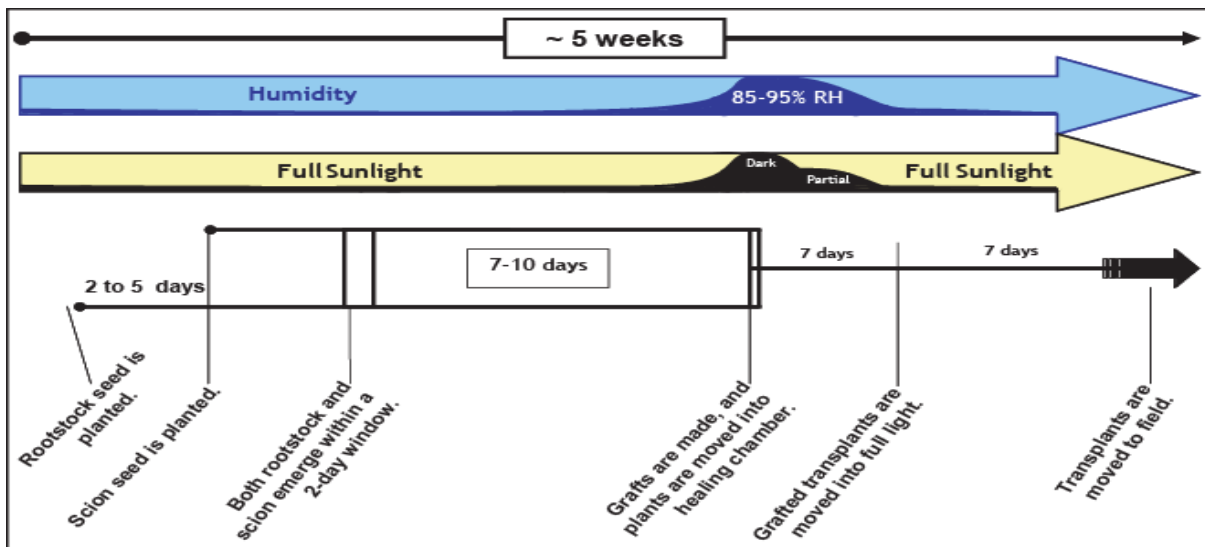 ~ 5 weeks
Humidity
85-95% RH
Full Sunlight
Dark
Partial
Full Sunlight
2 to 5 days
7-10 days
7 days
7 days
Rootstock seed is
planted.
Scion seed is planted.
Both rootstock and
scion emerge within a
2-day window.
Grafts are made, and
plants are moved into
healing chamber.
Grafted transplants are
moved into full light.
Transplants are
moved to field.